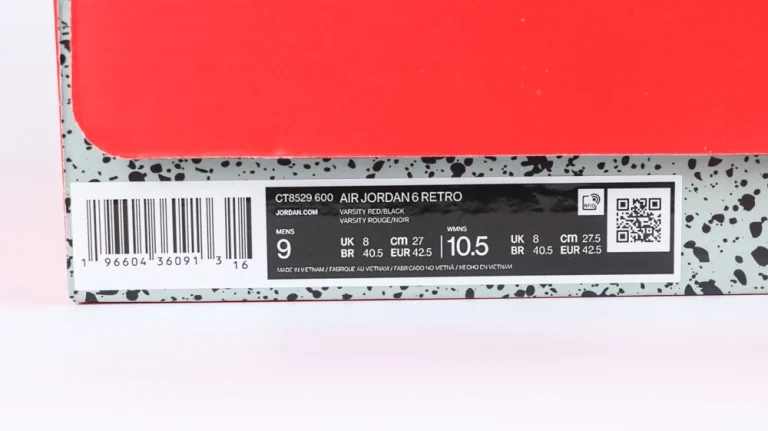 CT8529 600 AIR JORDAN 6 RETRO
JORDAN.COM
VARSITY RED/BLACK
VARSITY ROUGE/NOIR
MENS
9
UK 8 cm 27
BR 40.5 EUR 42.5
WMNS
10.5
UK 8 cm 27.5
BR 40.5 EUR 42.5
MADE IN VIETNAM / FABRIQUE AU VIETNAM / FABRICADO NO VIETNÃ / HECHO EN VIETNAM
1 96604 36091 3 16
RFID